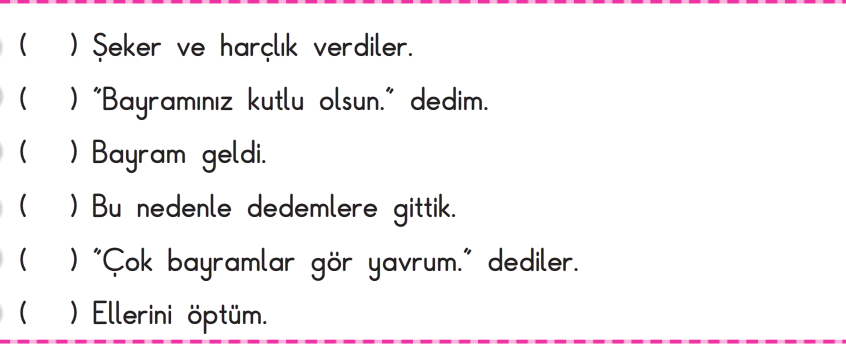 ( ) Şeker ve harçlık verdiler.
( ) "Bayramınız kutlu olsun." dedim.
( ) Bayram geldi.
( ) Bu nedenle dedemlere gittik.
( ) "Çok bayramlar gör yavrum." dediler.
( ) Ellerini öptüm.